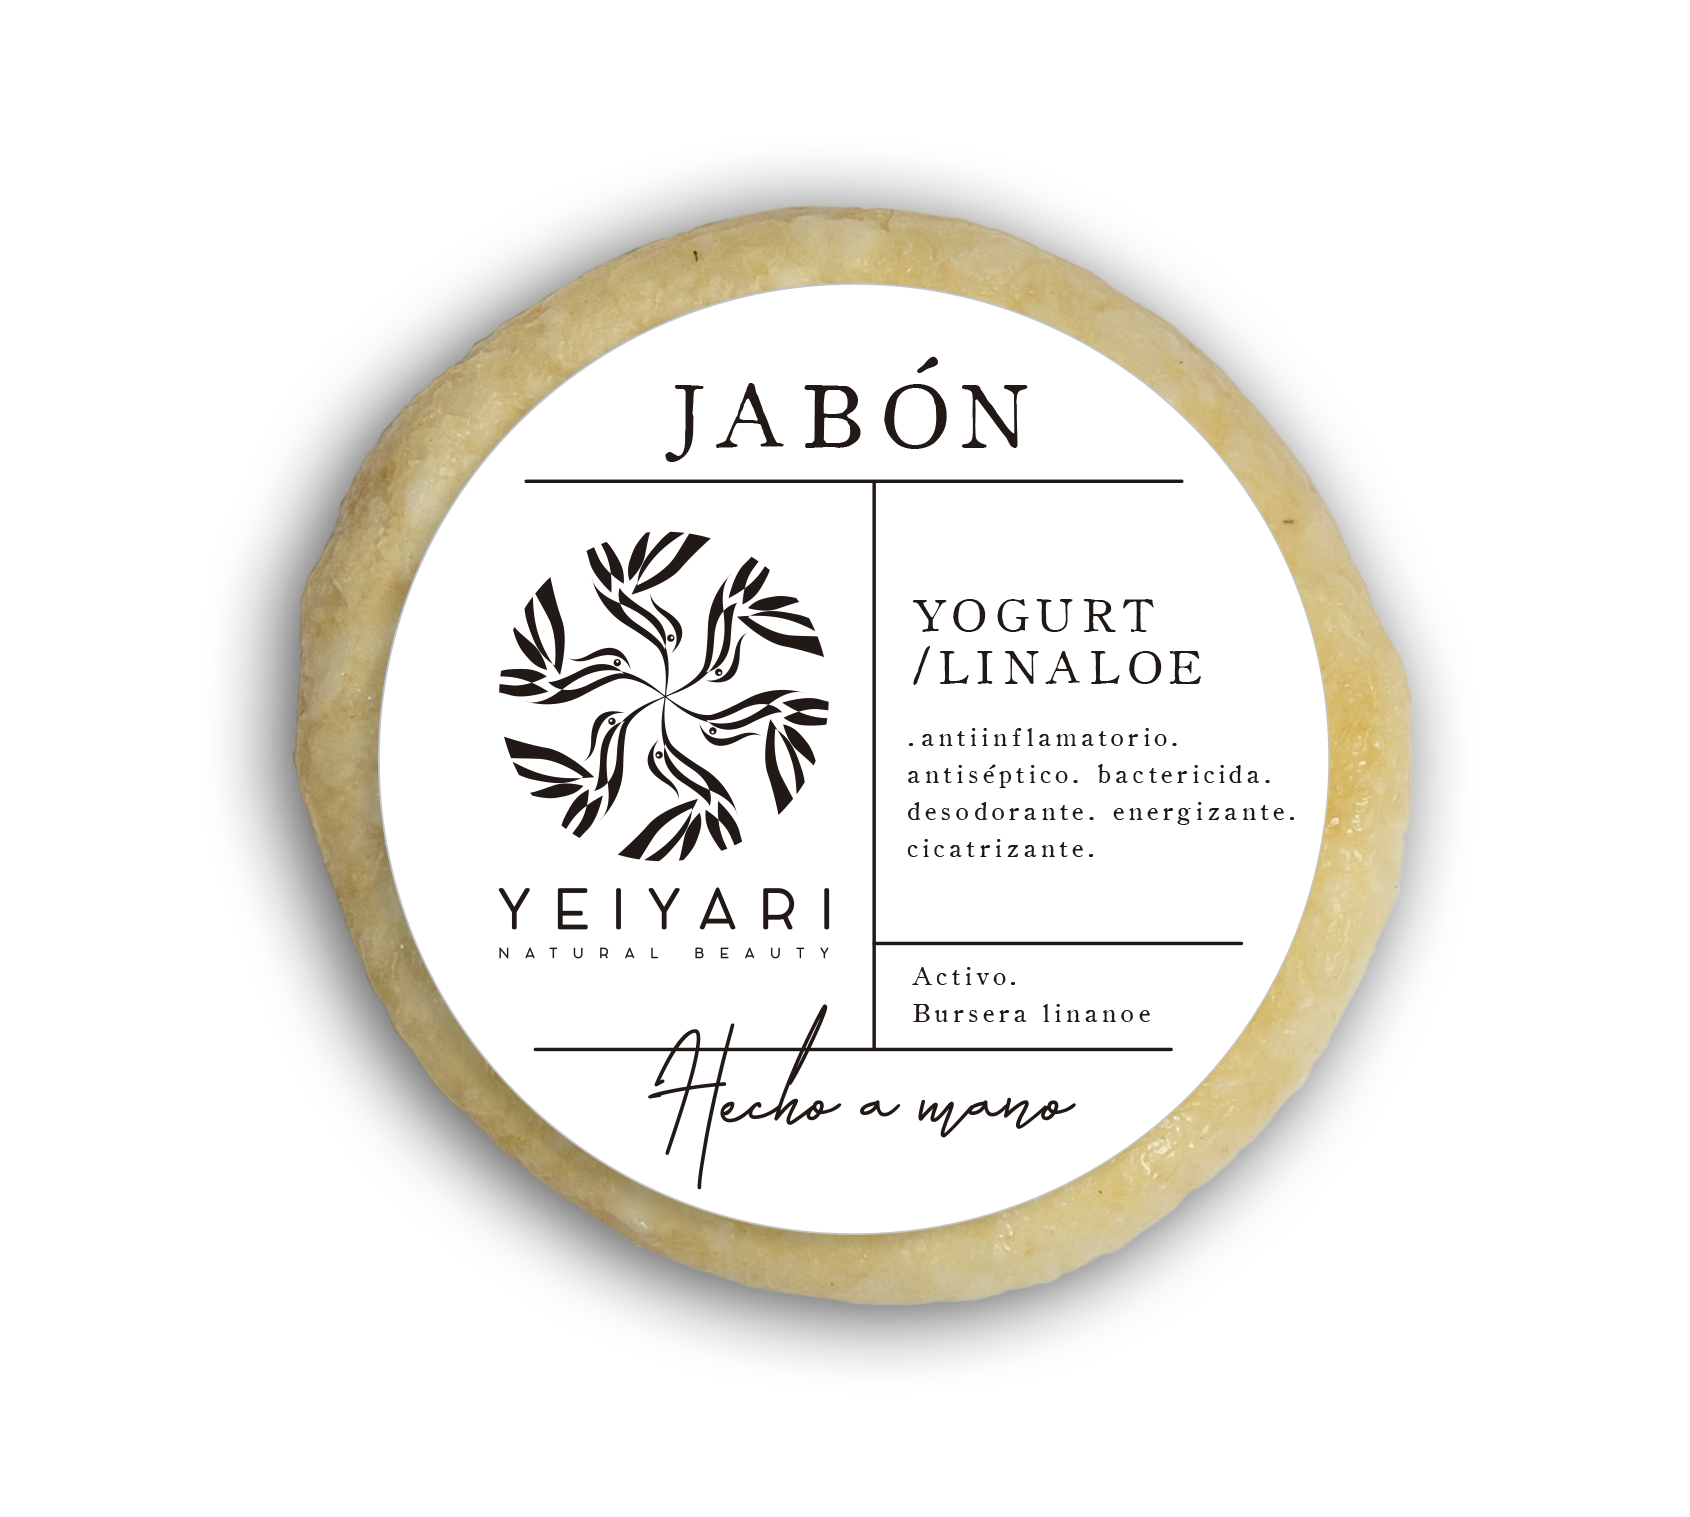 JABÓN
YEIYARI
NATURAL BEAUTY
YOGURT
/LINALOE
.antiinflamatorio.
antiséptico. bactericida.
desodorante. energizante.
cicatrizante.
Activo.
Bursera linanoe
Hecho a mano